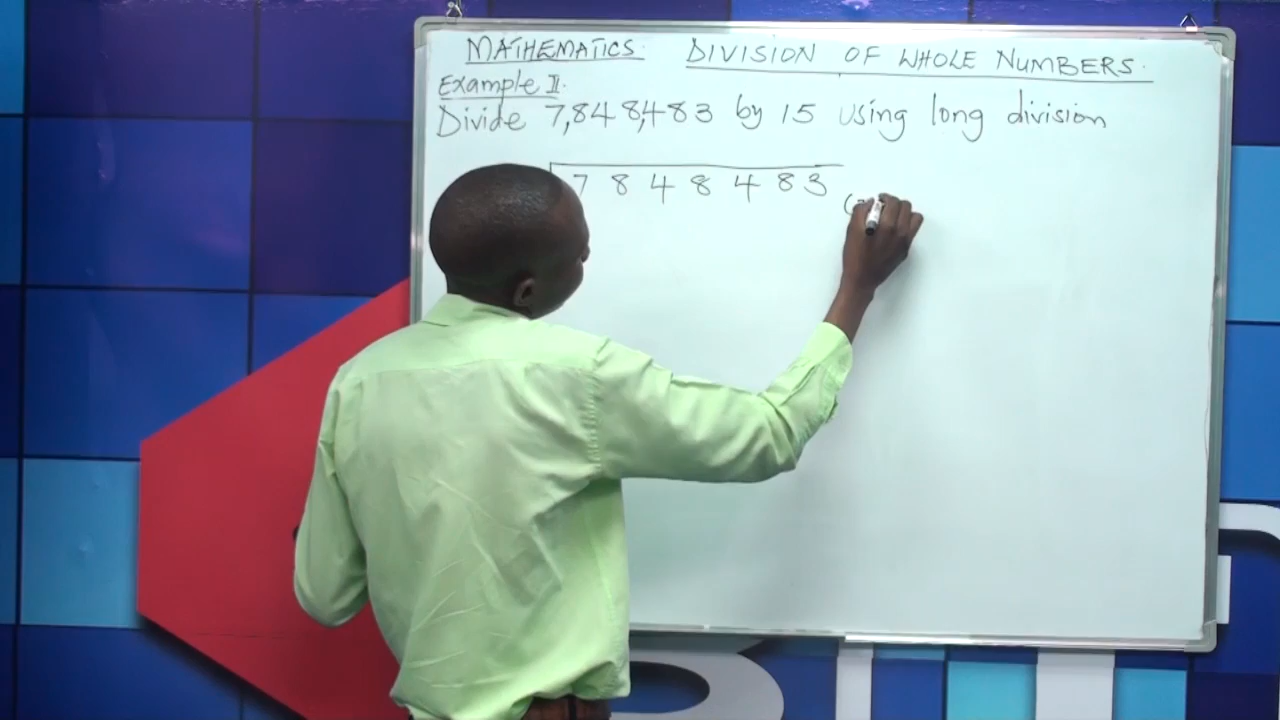 MATHEMATICS. DIVISION OF WHOLE NUMBERS.
Example II.
Divide 7,848,483 by 15 using long division
7 8 4 8 4 8 3